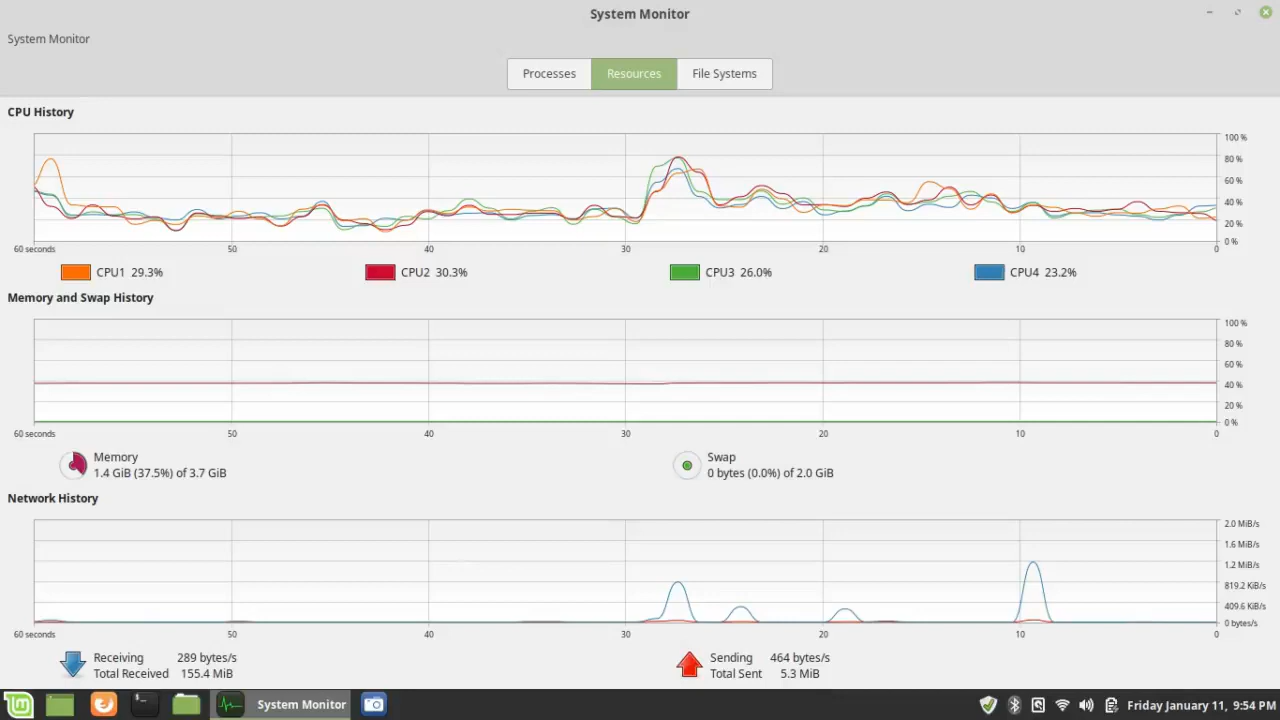 System Monitor
System Monitor
Processes Resources File Systems
CPU History
100 %
80 %
60 %
40 %
20 %
0 %
60 seconds 50 40 30 20 10 0
CPU1 29.3% CPU2 30.3% CPU3 26.0% CPU4 23.2%
Memory and Swap History
100 %
80 %
60 %
40 %
20 %
0 %
60 seconds 50 40 30 20 10 0
Memory
1.4 GiB (37.5%) of 3.7 GiB
Swap
0 bytes (0.0%) of 2.0 GiB
Network History
2.0 MiB/s
1.6 MiB/s
1.2 MiB/s
819.2 KiB/s
409.6 KiB/s
0 bytes/s
60 seconds 50 40 30 20 10 0
Receiving 289 bytes/s
Total Received 155.4 MiB
Sending 464 bytes/s
Total Sent 5.3 MiB
System Monitor
Friday January 11, 9:54 PM